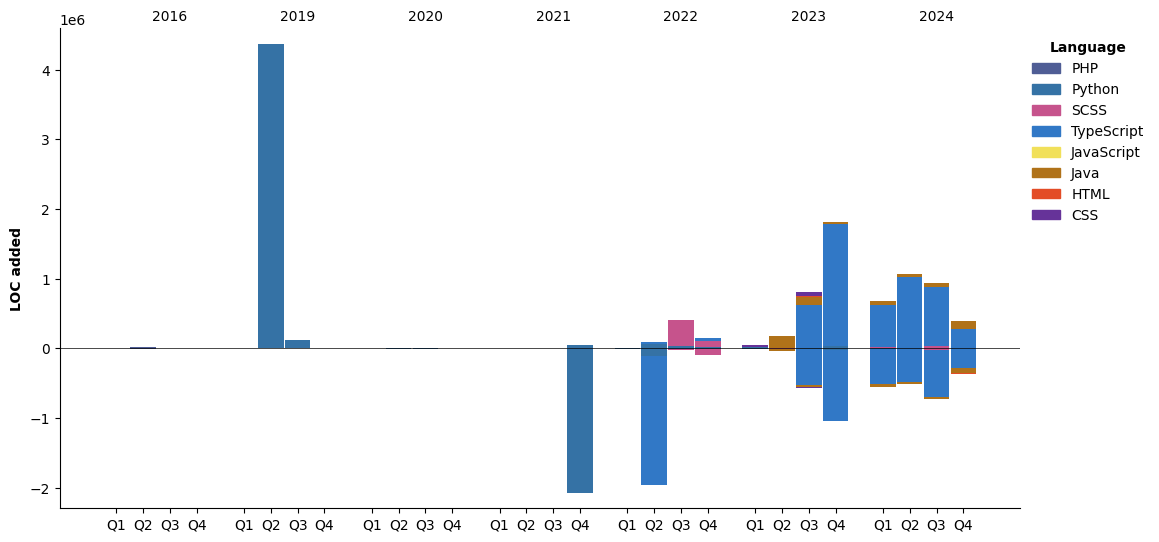 1e6
2016 2019 2020 2021 2022 2023 2024
Language
PHP
Python
SCSS
TypeScript
JavaScript
Java
HTML
CSS
LOC added
4
3
2
1
0
−1
−2
Q1 Q2 Q3 Q4 Q1 Q2 Q3 Q4 Q1 Q2 Q3 Q4 Q1 Q2 Q3 Q4 Q1 Q2 Q3 Q4 Q1 Q2 Q3 Q4 Q1 Q2 Q3 Q4